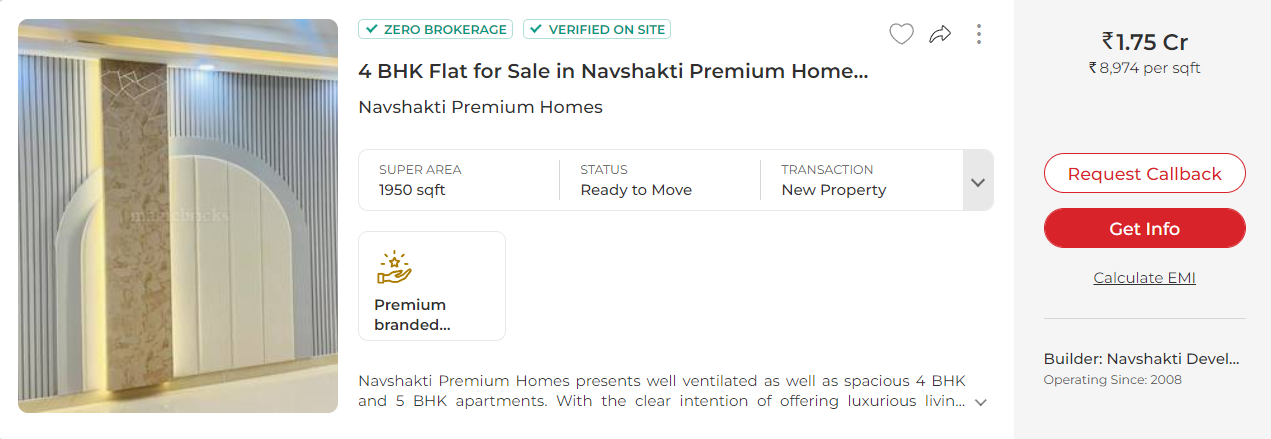 ZERO BROKERAGE
VERIFIED ON SITE
4 BHK Flat for Sale in Navshakti Premium Home...
Navshakti Premium Homes
SUPER AREA
1950 sqft
STATUS
Ready to Move
TRANSACTION
New Property
Premium
branded...
Navshakti Premium Homes presents well ventilated as well as spacious 4 BHK
and 5 BHK apartments. With the clear intention of offering luxurious livin...
magicbricks
₹1.75 Cr
₹8,974 per sqft
Request Callback
Get Info
Calculate EMI
Builder: Navshakti Devel...
Operating Since: 2008